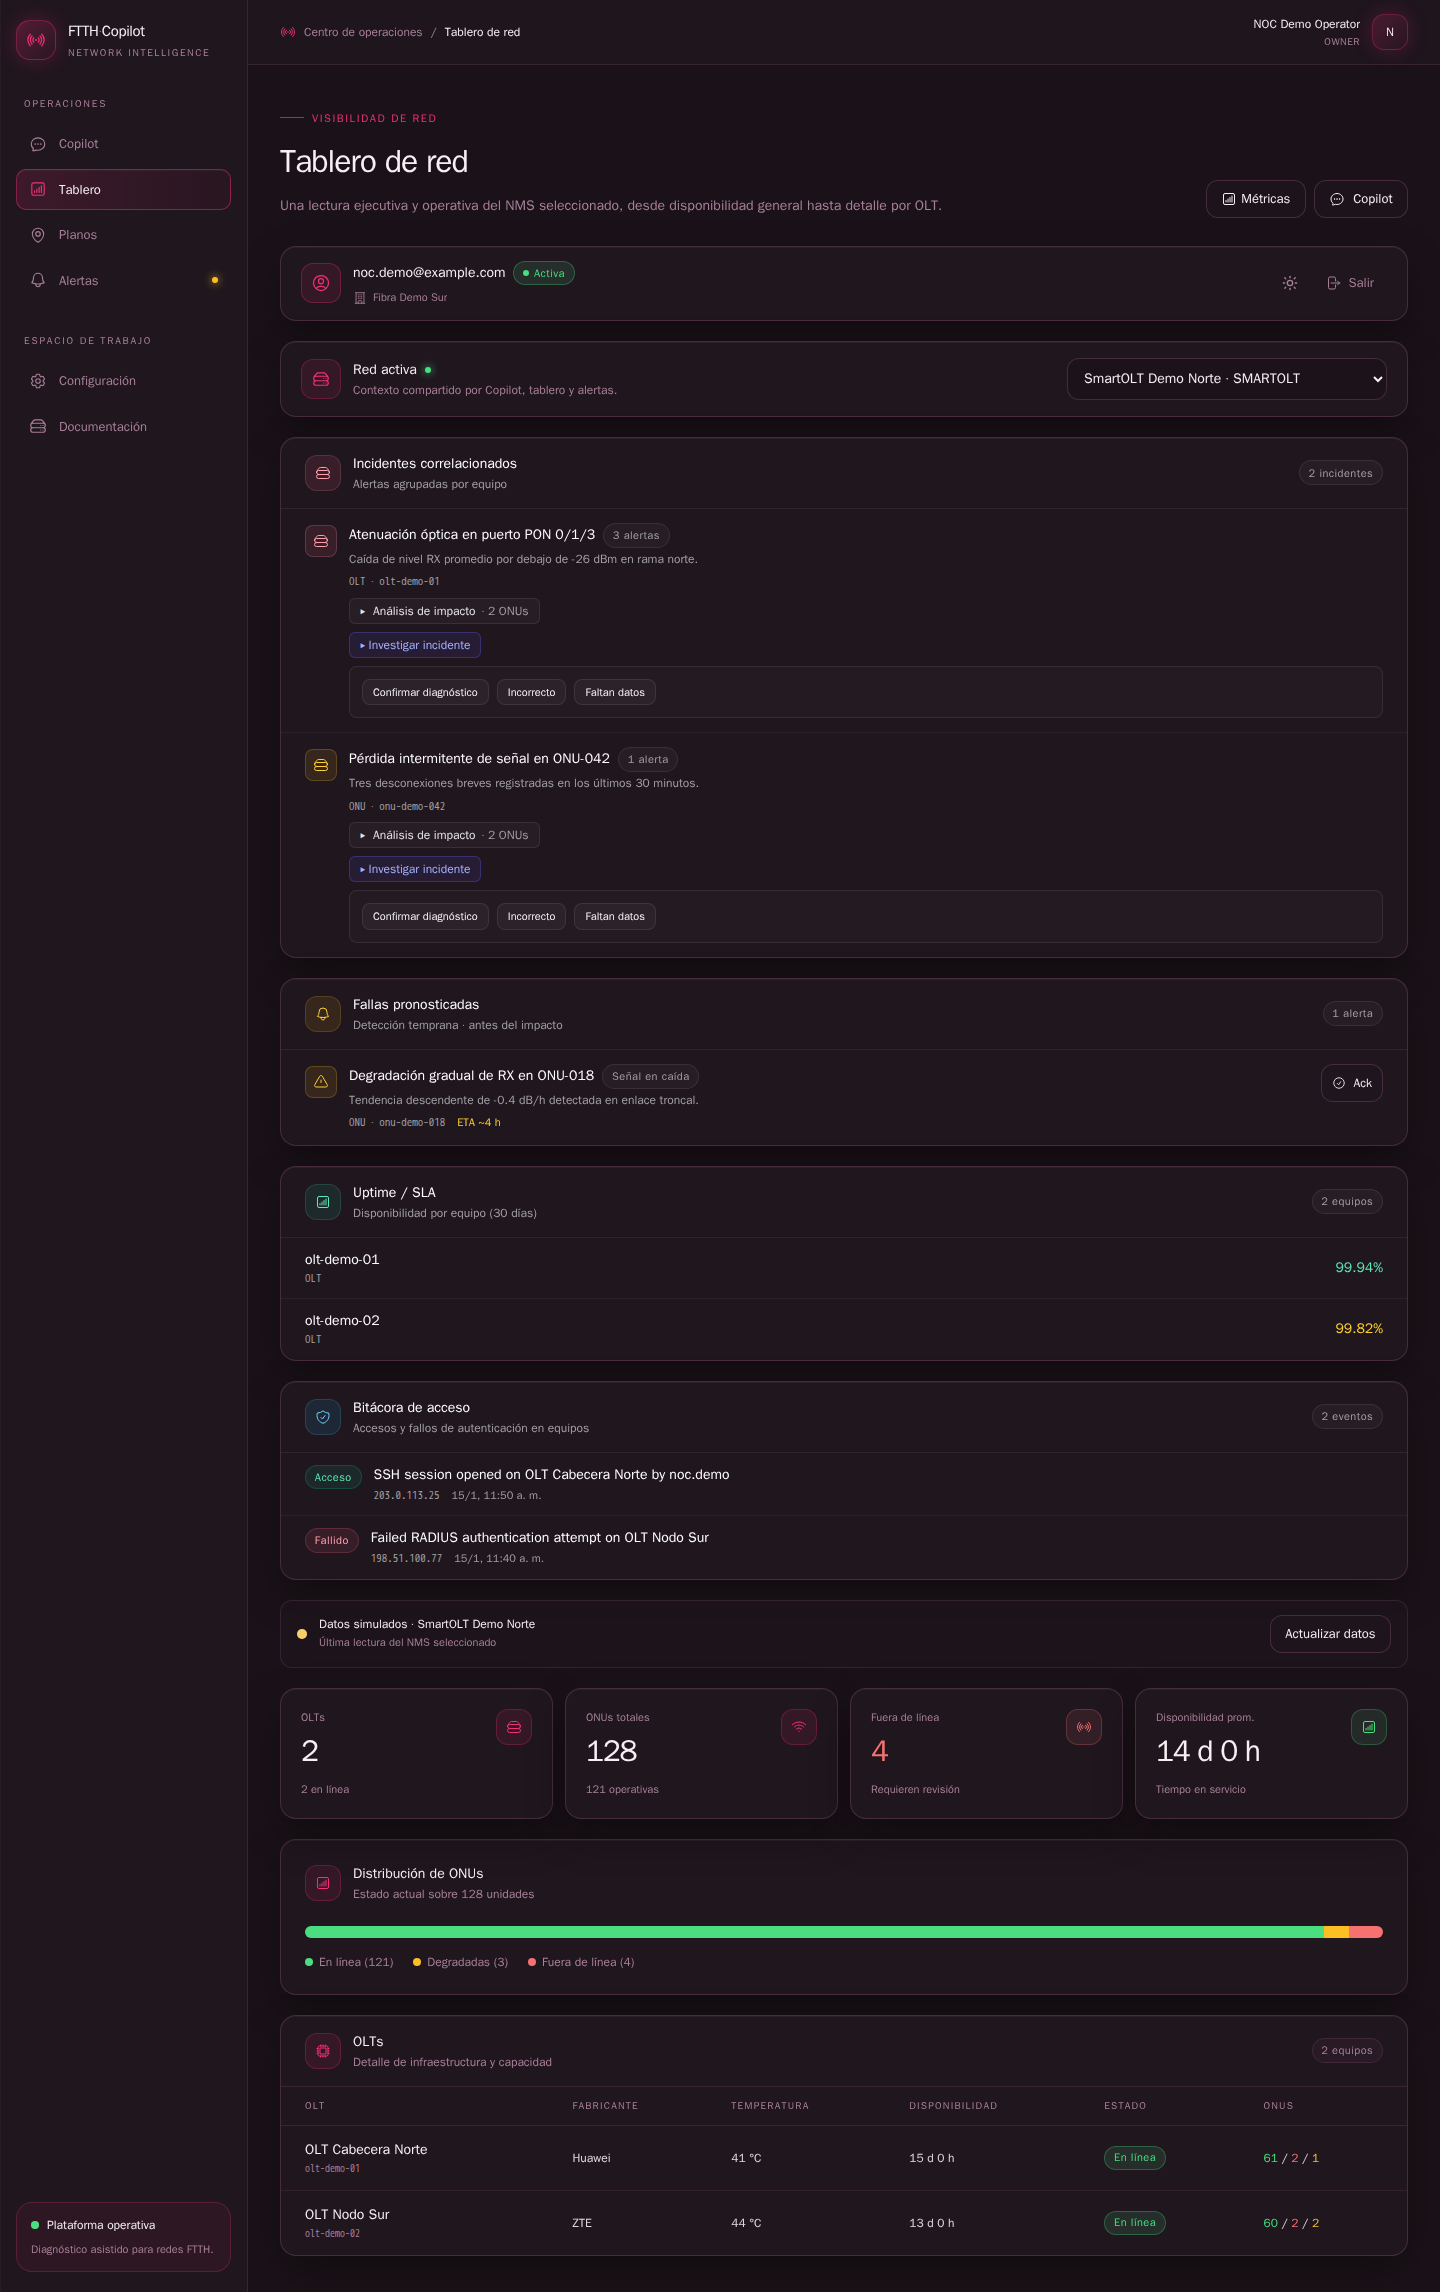 FTTH·Copilot
NETWORK INTELLIGENCE
OPERACIONES
Copilot
Tablero
Planos
Alertas
ESPACIO DE TRABAJO
Configuración
Documentación
Plataforma operativa
Diagnóstico asistido para redes FTTH.
Centro de operaciones / Tablero de red
NOC Demo Operator
OWNER
N
VISIBILIDAD DE RED
Tablero de red
Una lectura ejecutiva y operativa del NMS seleccionado, desde disponibilidad general hasta detalle por OLT.
Métricas
Copilot
noc.demo@example.com Activa
Fibra Demo Sur
Salir
Red activa
Contexto compartido por Copilot, tablero y alertas.
SmartOLT Demo Norte · SMARTOLT
Incidentes correlacionados
Alertas agrupadas por equipo
2 incidentes
Atenuación óptica en puerto PON 0/1/3 3 alertas
Caída de nivel RX promedio por debajo de -26 dBm en rama norte.
OLT · olt-demo-01
▸ Análisis de impacto · 2 ONUs
▸ Investigar incidente
Confirmar diagnóstico Incorrecto Faltan datos
Pérdida intermitente de señal en ONU-042 1 alerta
Tres desconexiones breves registradas en los últimos 30 minutos.
ONU · onu-demo-042
▸ Análisis de impacto · 2 ONUs
▸ Investigar incidente
Confirmar diagnóstico Incorrecto Faltan datos
Fallas pronosticadas
Detección temprana · antes del impacto
1 alerta
Degradación gradual de RX en ONU-018 Señal en caída
Tendencia descendente de -0.4 dB/h detectada en enlace troncal.
ONU · onu-demo-018 ETA ~4 h
Ack
Uptime / SLA
Disponibilidad por equipo (30 días)
2 equipos
olt-demo-01
OLT
99.94%
olt-demo-02
OLT
99.82%
Bitácora de acceso
Accesos y fallos de autenticación en equipos
2 eventos
Acceso SSH session opened on OLT Cabecera Norte by noc.demo
203.0.113.25 15/1, 11:50 a. m.
Fallido Failed RADIUS authentication attempt on OLT Nodo Sur
198.51.100.77 15/1, 11:40 a. m.
Datos simulados · SmartOLT Demo Norte
Última lectura del NMS seleccionado
Actualizar datos
OLTs
2
2 en línea
ONUs totales
128
121 operativas
Fuera de línea
4
Requieren revisión
Disponibilidad prom.
14 d 0 h
Tiempo en servicio
Distribución de ONUs
Estado actual sobre 128 unidades
En línea (121) Degradadas (3) Fuera de línea (4)
OLTs
Detalle de infraestructura y capacidad
2 equipos
OLT FABRICANTE TEMPERATURA DISPONIBILIDAD ESTADO ONUS
OLT Cabecera Norte Huawei 41 °C 15 d 0 h En línea 61 / 2 / 1
olt-demo-01
OLT Nodo Sur ZTE 44 °C 13 d 0 h En línea 60 / 2 / 2
olt-demo-02